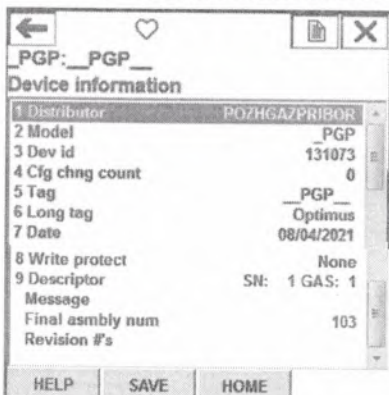 _PGP:__PGP__
Device information
1 Distributor POZHGAZPRIBOR
2 Model _PGP
3 Dev id 131073
4 Cfg chng count 0
5 Tag __PGP__
6 Long tag Optimus
7 Date 08/04/2021
8 Write protect None
9 Descriptor SN: 1 GAS: 1
Message
Final asmbly num 103
Revision #'s
HELP SAVE HOME